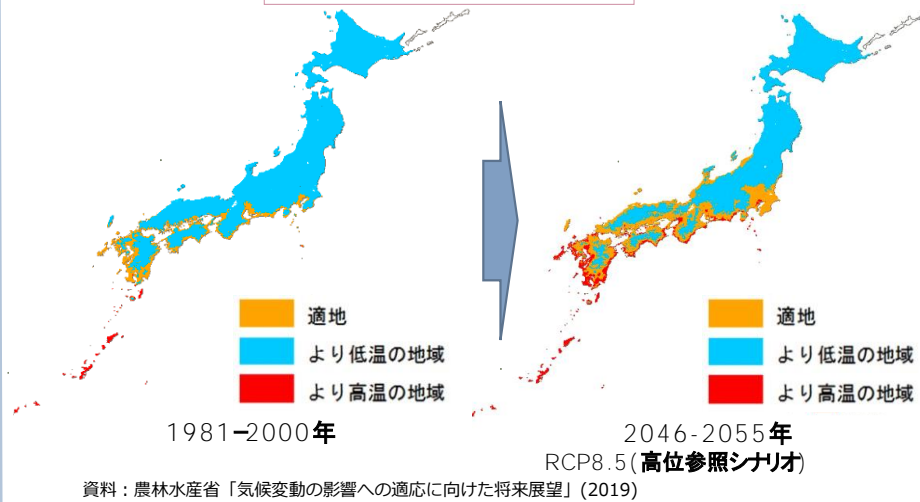 適地
より低温の地域
より高温の地域
1981–2000年
適地
より低温の地域
より高温の地域
2046-2055年
RCP8.5(高位参照シナリオ)
資料：農林水産省「気候変動の影響への適応に向けた将来展望」(2019)